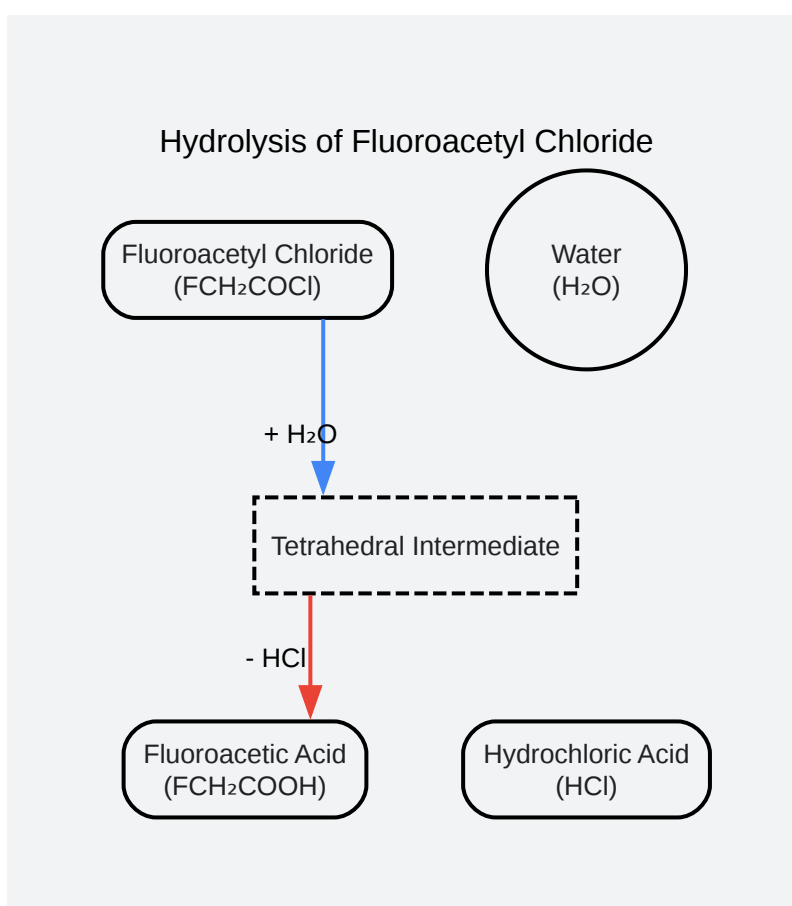 Hydrolysis of Fluoroacetyl Chloride
Fluoroacetyl Chloride
(FCH₂COCl)
Water
(H₂O)
+ H₂O
Tetrahedral Intermediate
- HCl
Fluoroacetic Acid
(FCH₂COOH)
Hydrochloric Acid
(HCl)